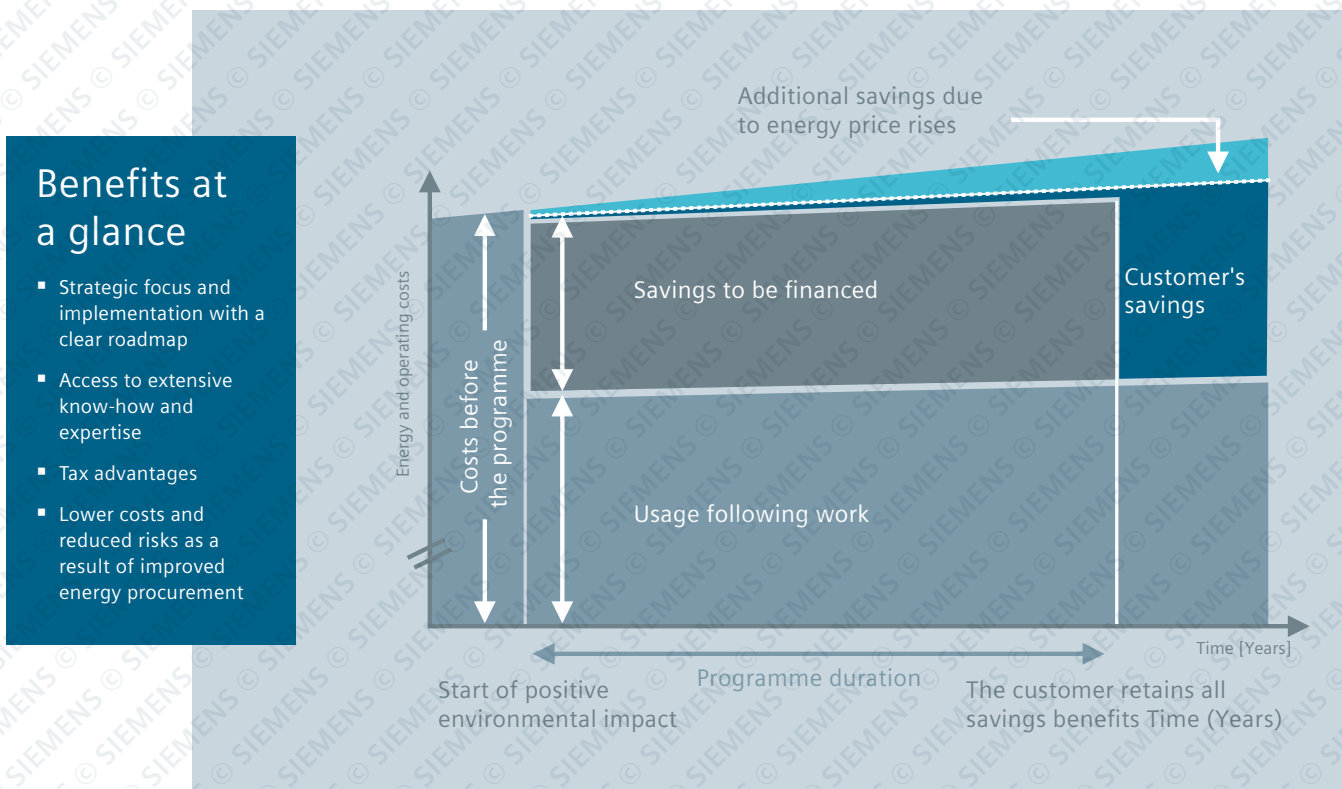 Benefits at
a glance
▪ Strategic focus and
implementation with a
clear roadmap
▪ Access to extensive
know-how and
expertise
▪ Tax advantages
▪ Lower costs and
reduced risks as a
result of improved
energy procurement
Additional savings due
to energy price rises
Energy and operating costs
Costs before
the programme
Savings to be financed
Customer's
savings
Usage following work
Time [Years]
Programme duration
Start of positive
environmental impact
The customer retains all
savings benefits Time (Years)
© SIEMENS